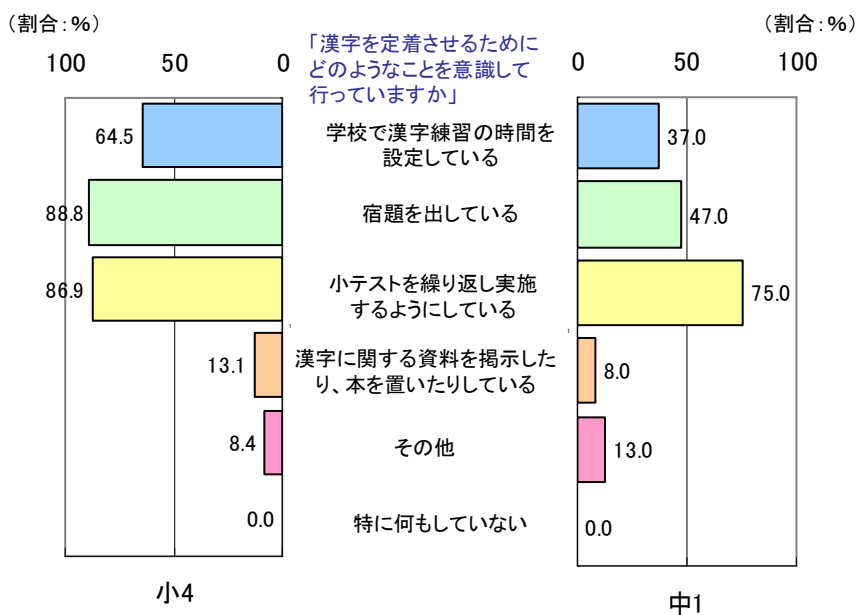 （割合：%）
（割合：%）
100 50 0
「漢字を定着させるために
どのようなことを意識して
行っていますか」
0 50 100
64.5
学校で漢字練習の時間を
設定している
37.0
88.8
宿題を出している
47.0
86.9
小テストを繰り返し実施
するようにしている
75.0
13.1
漢字に関する資料を掲示した
り、本を置いたりしている
8.0
8.4
その他
13.0
0.0
特に何もしていない
0.0
小4
中1